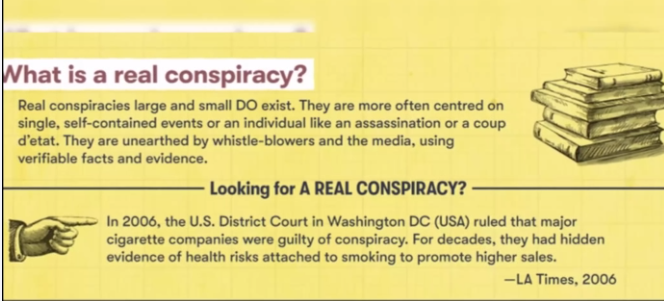 What is a real conspiracy?
Real conspiracies large and small DO exist. They are more often centred on
single, self-contained events or an individual like an assassination or a coup
d'etat. They are unearthed by whistle-blowers and the media, using
verifiable facts and evidence.
Looking for A REAL CONSPIRACY?
In 2006, the U.S. District Court in Washington DC (USA) ruled that major
cigarette companies were guilty of conspiracy. For decades, they had hidden
evidence of health risks attached to smoking to promote higher sales.
—LA Times, 2006